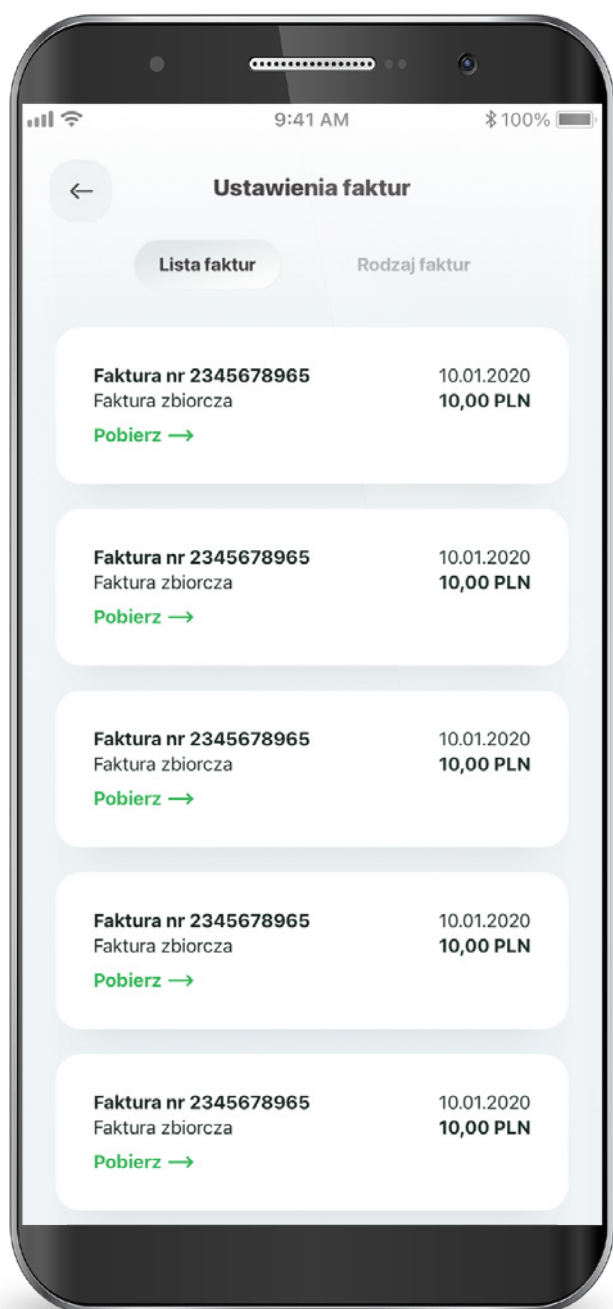 9:41 AM
100%
Ustawienia faktur
Lista faktur
Rodzaj faktur
Faktura nr 2345678965
10.01.2020
Faktura zbiorcza
10,00 PLN
Pobierz →
Faktura nr 2345678965
10.01.2020
Faktura zbiorcza
10,00 PLN
Pobierz →
Faktura nr 2345678965
10.01.2020
Faktura zbiorcza
10,00 PLN
Pobierz →
Faktura nr 2345678965
10.01.2020
Faktura zbiorcza
10,00 PLN
Pobierz →
Faktura nr 2345678965
10.01.2020
Faktura zbiorcza
10,00 PLN
Pobierz →